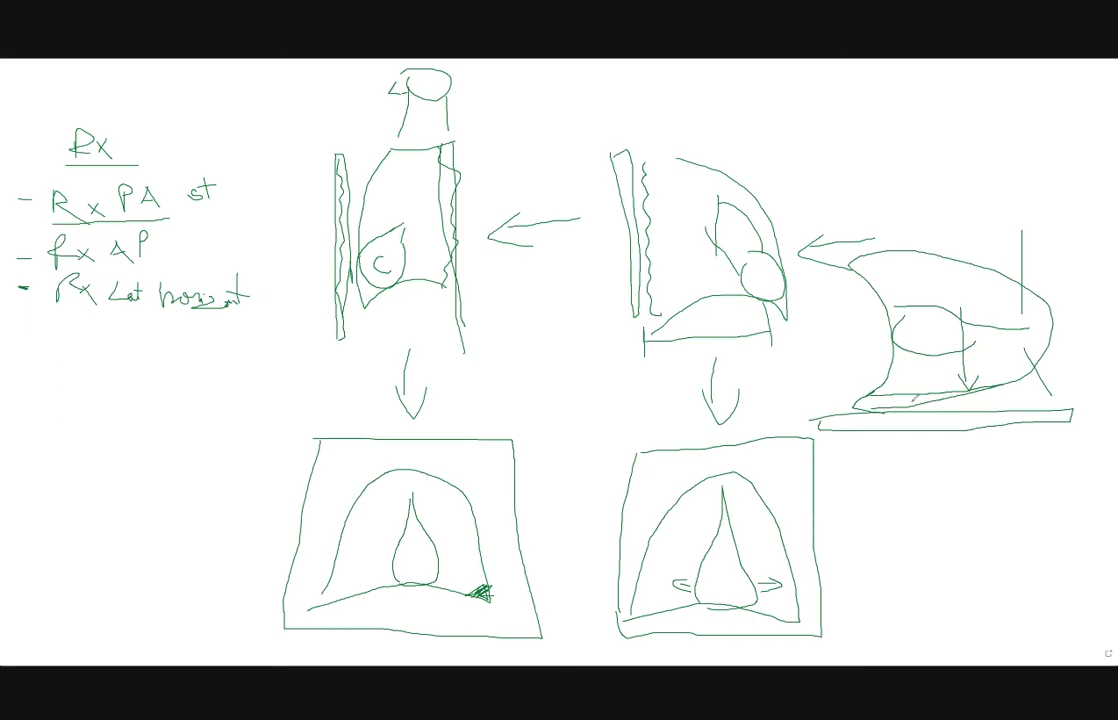 Rx
- Rx PA st
- Rx AP
- Rx Lat horizont
C